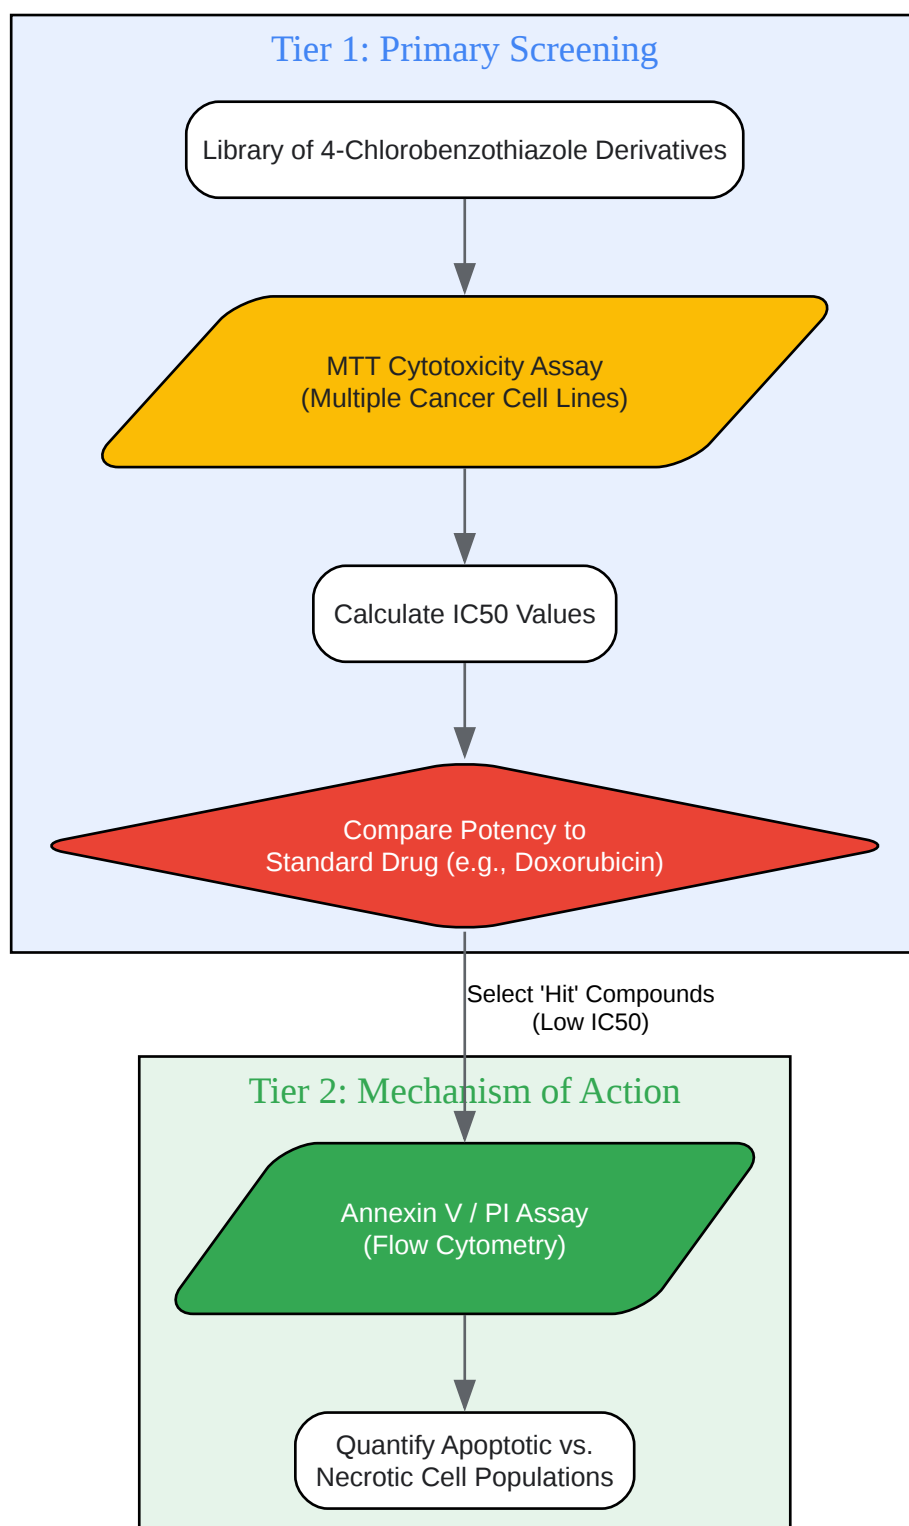 Tier 1: Primary Screening
Library of 4-Chlorobenzothiazole Derivatives
MTT Cytotoxicity Assay
(Multiple Cancer Cell Lines)
Calculate IC50 Values
Compare Potency to
Standard Drug (e.g., Doxorubicin)
Select 'Hit' Compounds
(Low IC50)
Tier 2: Mechanism of Action
Annexin V / PI Assay
(Flow Cytometry)
Quantify Apoptotic vs.
Necrotic Cell Populations